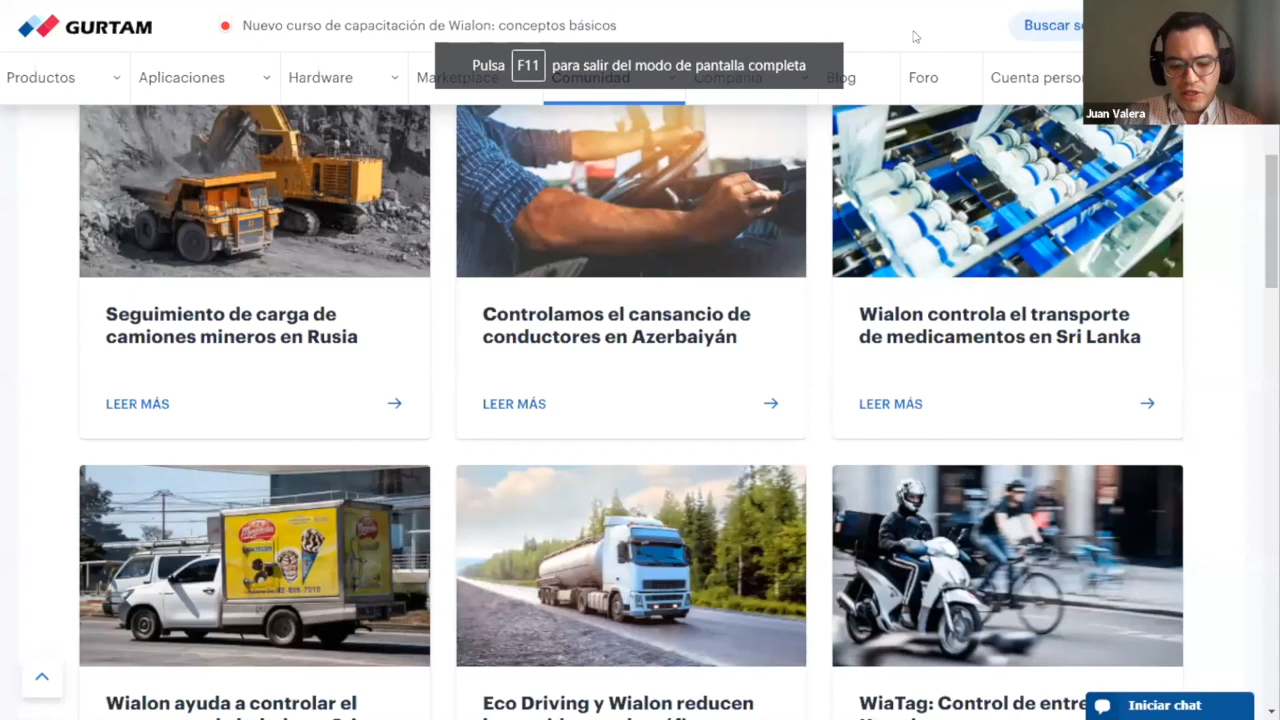 GURTAM
Nuevo curso de capacitación de Wialon: conceptos básicos
Buscar
Pulsa F11 para salir del modo de pantalla completa
Productos
Aplicaciones
Hardware
Marketplace
Comunidad
Compañía
Blog
Foro
Cuenta
Juan Valera
Seguimiento de carga de
camiones mineros en Rusia
LEER MÁS
Controlamos el cansancio de
conductores en Azerbaiyán
LEER MÁS
Wialon controla el transporte
de medicamentos en Sri Lanka
LEER MÁS
Wialon ayuda a controlar el
Eco Driving y Wialon reducen
WiaTag: Control de
Iniciar chat